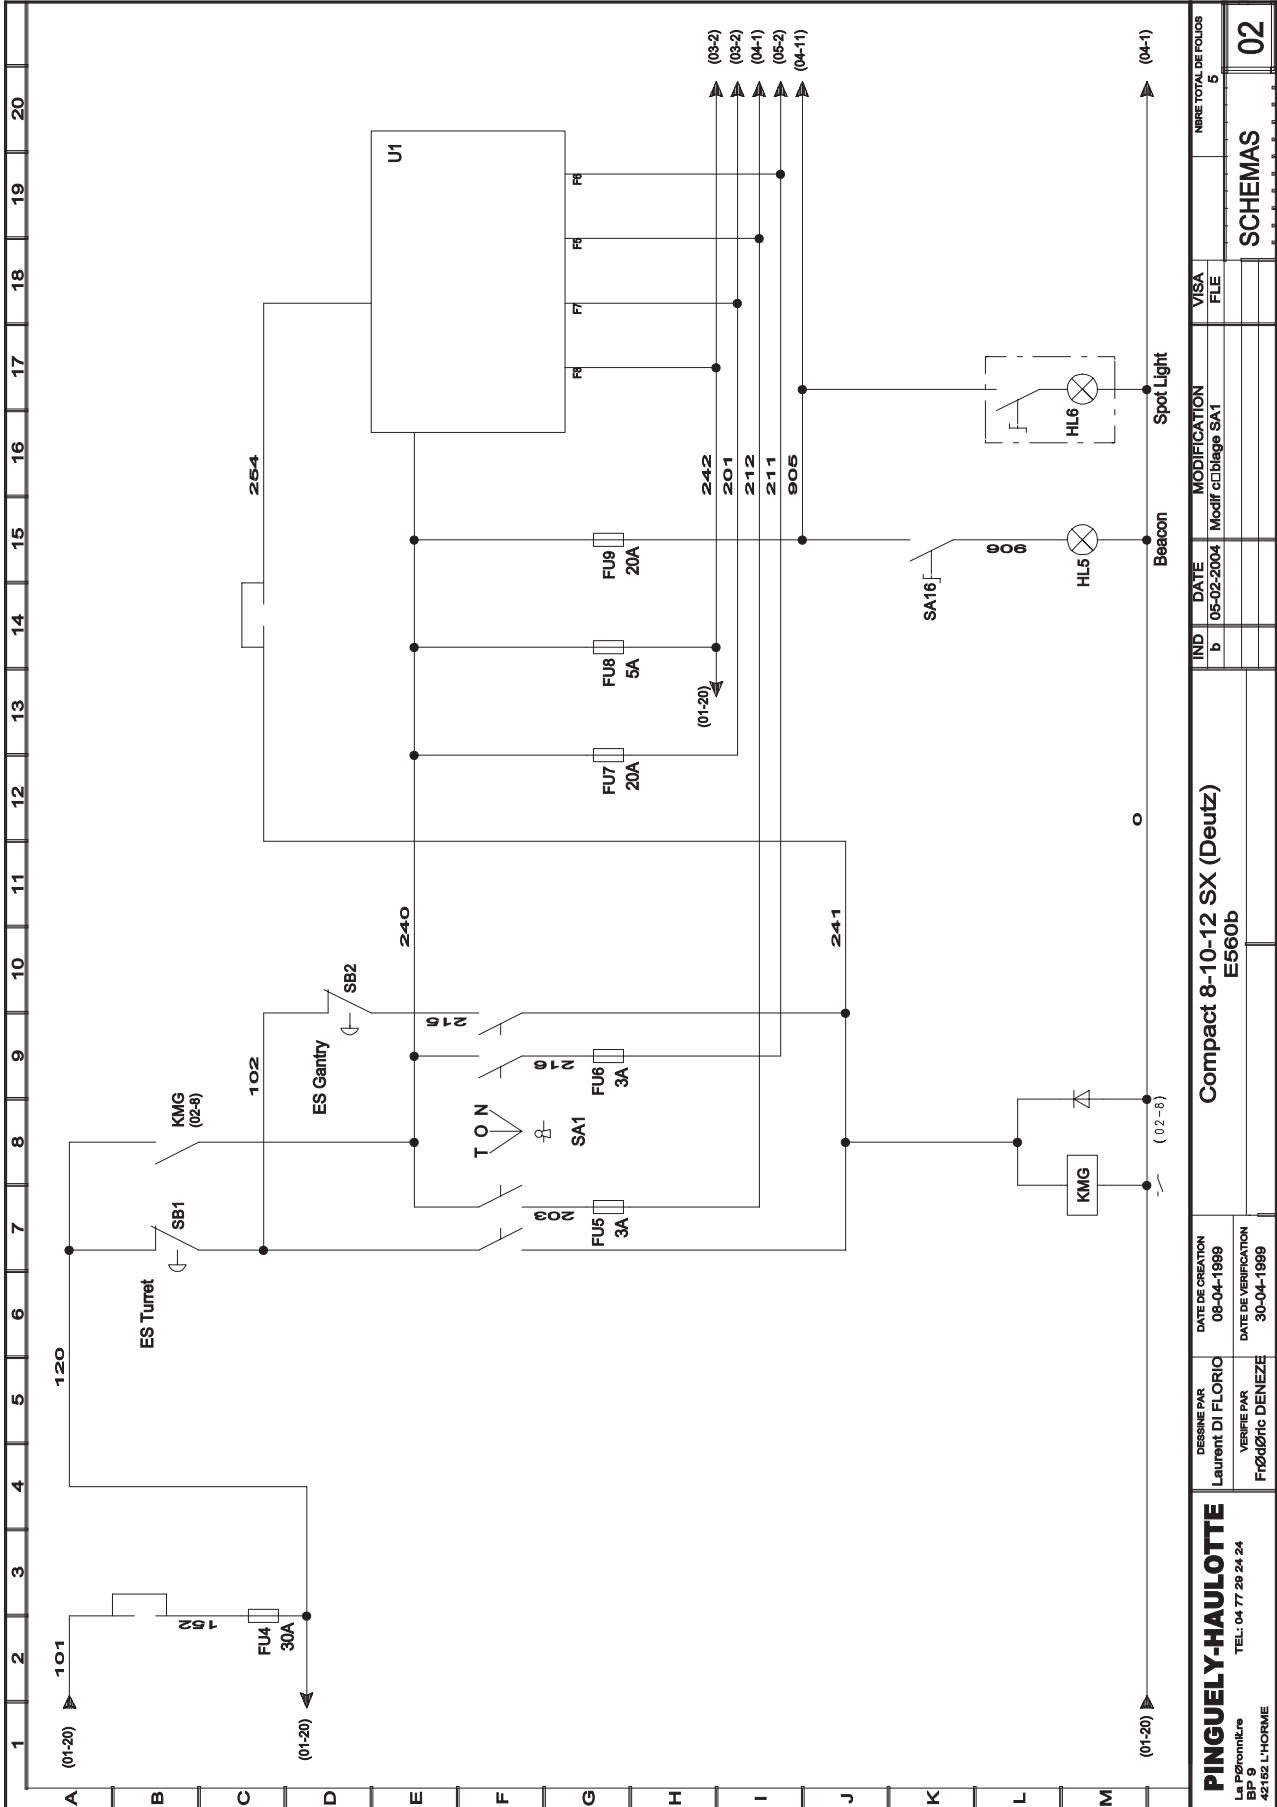 1 2 3 4 5 6 7 8 9 10 11 12 13 14 15 16 17 18 19 20
A
B
C
D
E
F
G
H
I
J
K
L
M
(01-20)
101
152
FU4
30A
(01-20)
120
ES Turret
SB1
KMG
(02-8)
102
ES Gantry
SB2
254
U1
240
215
216
203
T O N
SA1
FU5
3A
FU6
3A
FU7
20A
FU8
5A
FU9
20A
F8
F7
F5
F6
(01-20)
242
201
212
211
905
(03-2)
(03-2)
(04-1)
(05-2)
(04-11)
241
SA16
906
HL5
HL6
Beacon
Spot Light
KMG
(02-8)
0
(01-20)
(04-1)
PINGUELY-HAULOTTE
La PØronnŁre
BP 9
42152 L'HORME
TEL: 04 77 29 24 24
DESSINE PAR
Laurent DI FLORIO
VERIFIE PAR
FrØdØric DENEZE
DATE DE CREATION
08-04-1999
DATE DE VERIFICATION
30-04-1999
Compact 8-10-12 SX (Deutz)
E560b
IND DATE MODIFICATION VISA
b 05-02-2004 Modif c□blage SA1 FLE
NBRE TOTAL DE FOLIOS
5
SCHEMAS
02